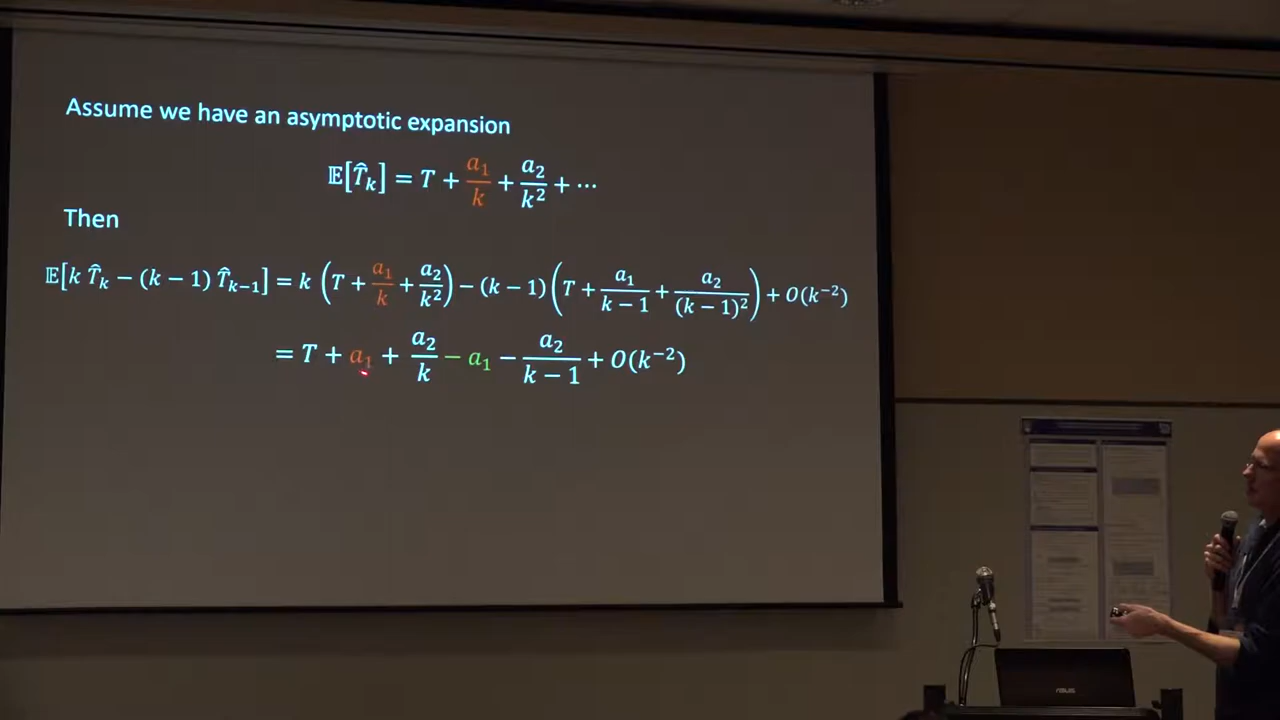 Assume we have an asymptotic expansion
𝔼[T̂ₖ] = T + a₁/k + a₂/k² + ⋯
Then
𝔼[k T̂ₖ − (k − 1) T̂ₖ₋₁] = k (T + a₁/k + a₂/k²) − (k − 1)(T + a₁/(k − 1) + a₂/(k − 1)²) + O(k⁻²)
= T + a₁ + a₂/k − a₁ − a₂/(k − 1) + O(k⁻²)
ASUS